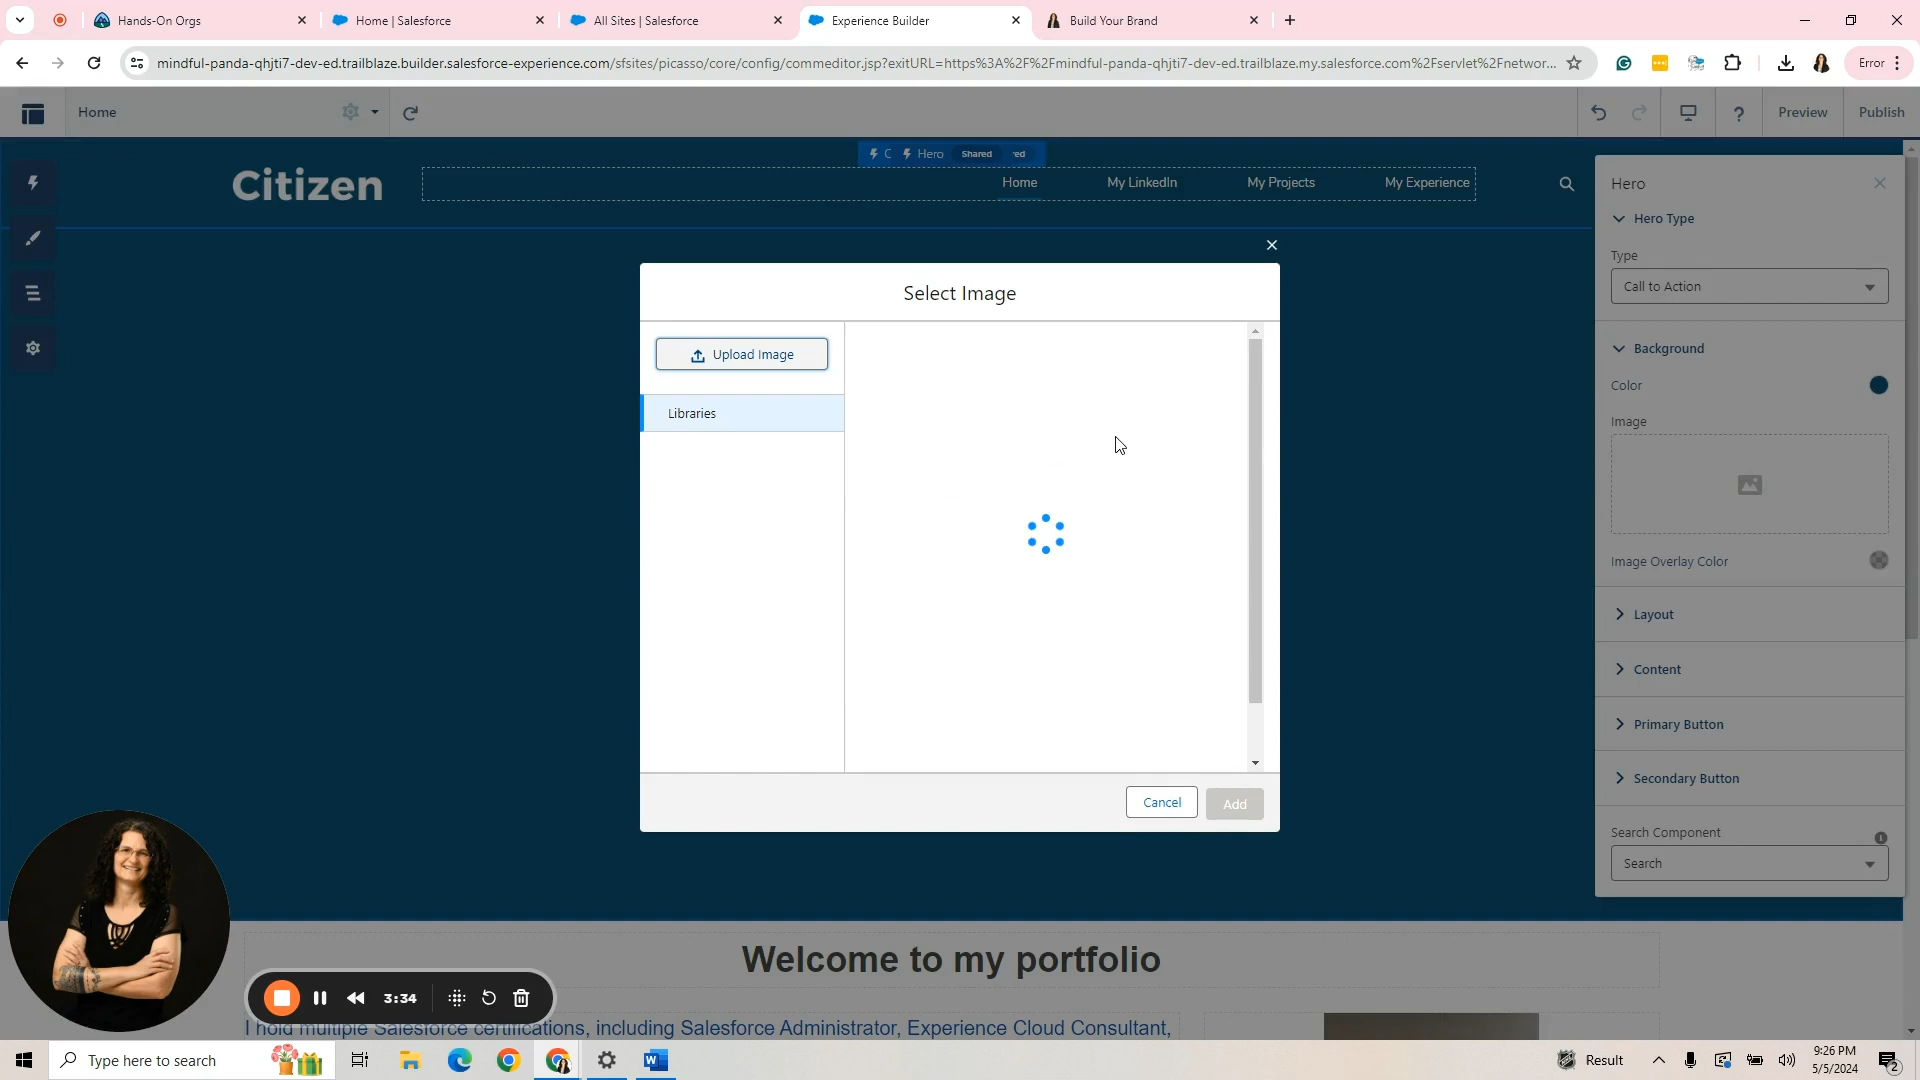 Hands-On Orgs
Home | Salesforce
All Sites | Salesforce
Experience Builder
Build Your Brand
mindful-panda-qhjti7-dev-ed.trailblaze.builder.salesforce-experience.com/sfsites/picasso/core/config/commeditor.jsp?exitURL=https%3A%2F%2Fmindful-panda-qhjti7-dev-ed.trailblaze.my.salesforce.com%2Fservlet%2Fnetwor...
Error
Home
Preview
Publish
C
Hero
Shared
red
Citizen
Home
My LinkedIn
My Projects
My Experience
Hero
Hero Type
Type
Call to Action
Background
Color
Image
Image Overlay Color
Layout
Content
Primary Button
Secondary Button
Search Component
Search
Select Image
Upload Image
Libraries
Cancel
Add
Welcome to my portfolio
I hold multiple Salesforce certifications, including Salesforce Administrator, Experience Cloud Consultant,
3:34
Type here to search
Result
9:26 PM
5/5/2024
2